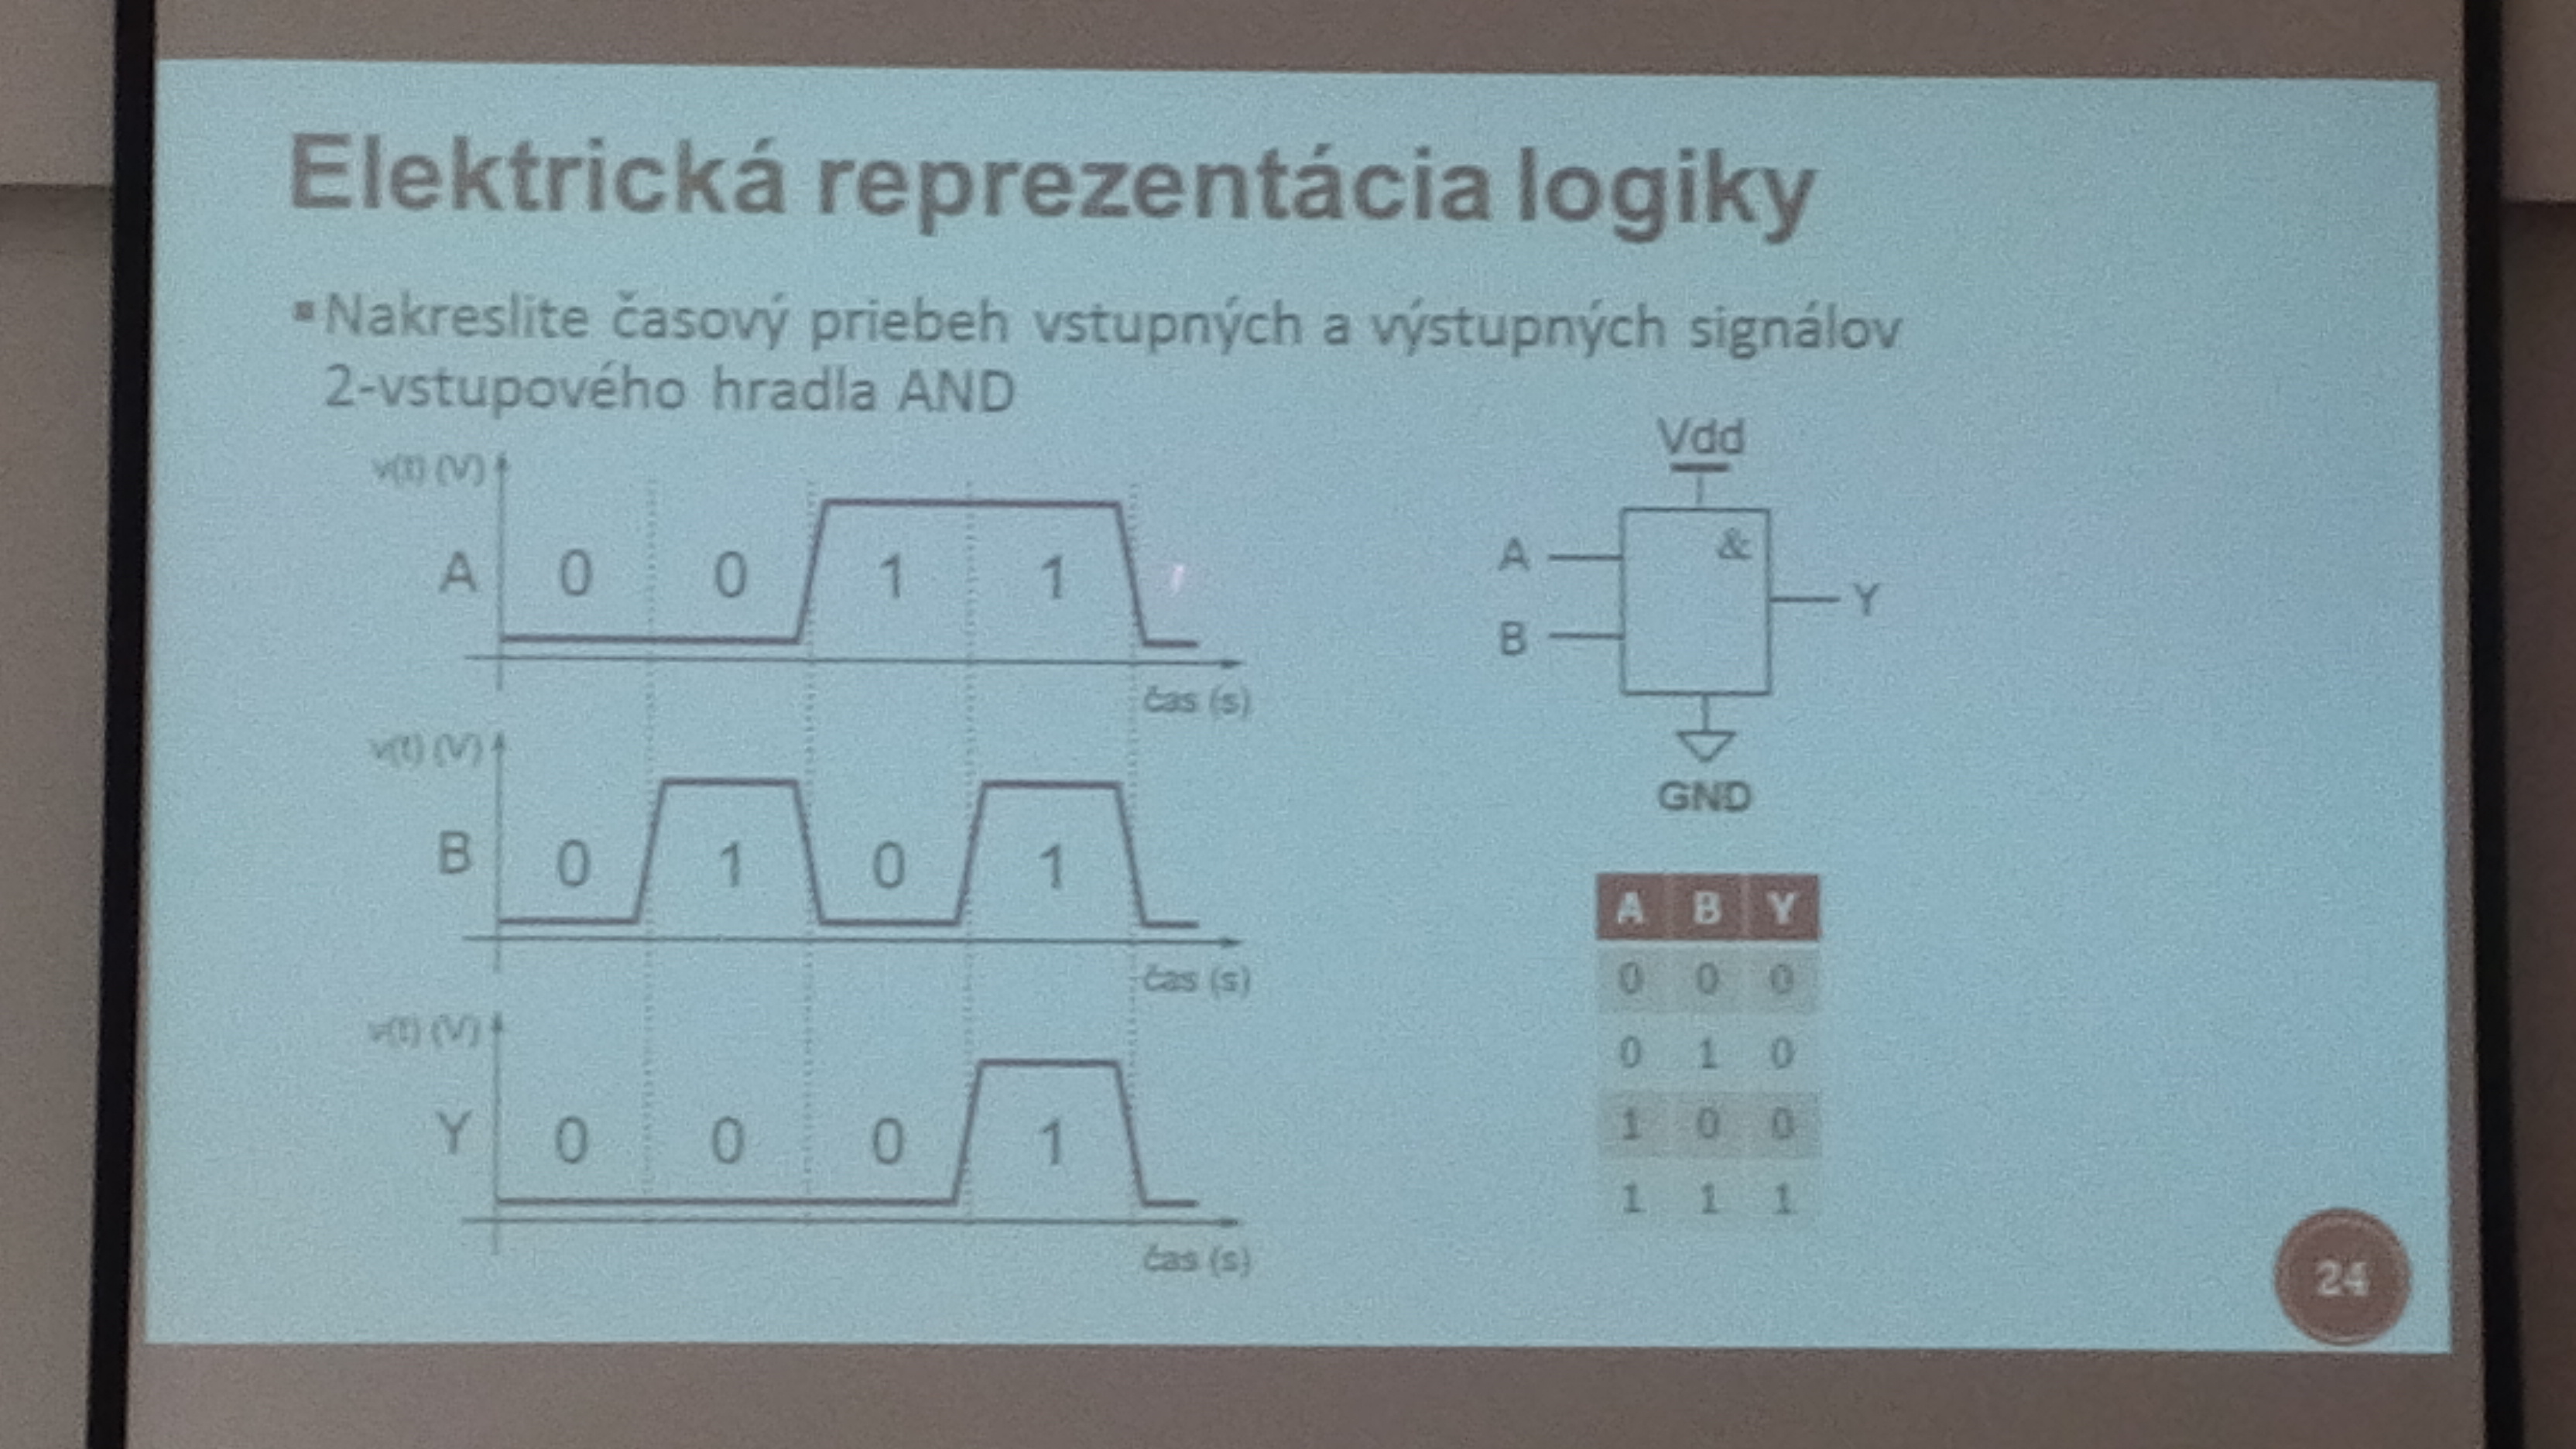 Elektrická reprezentácia logiky
▪Nakreslite časový priebeh vstupných a výstupných signálov
2-vstupového hradla AND
v(t) (V)
A 0 0 1 1
čas (s)
v(t) (V)
B 0 1 0 1
čas (s)
v(t) (V)
Y 0 0 0 1
čas (s)
Vdd
&
A
Y
B
GND
A B Y
0 0 0
0 1 0
1 0 0
1 1 1
24